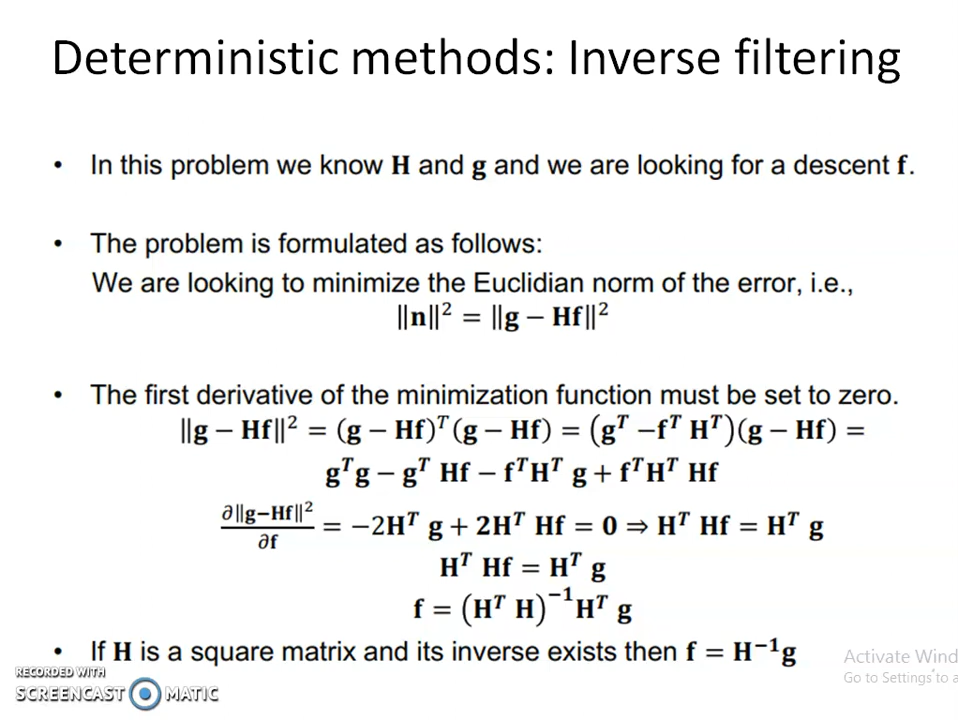 Deterministic methods: Inverse filtering
• In this problem we know H and g and we are looking for a descent f.
• The problem is formulated as follows:
We are looking to minimize the Euclidian norm of the error, i.e.,
‖n‖² = ‖g − Hf‖²
• The first derivative of the minimization function must be set to zero.
‖g − Hf‖² = (g − Hf)ᵀ(g − Hf) = (gᵀ −fᵀ Hᵀ)(g − Hf) =
gᵀg − gᵀ Hf − fᵀHᵀ g + fᵀHᵀ Hf
∂‖g−Hf‖²/∂f = −2Hᵀ g + 2Hᵀ Hf = 0 ⇒ Hᵀ Hf = Hᵀ g
Hᵀ Hf = Hᵀ g
f = (Hᵀ H)⁻¹Hᵀ g
• If H is a square matrix and its inverse exists then f = H⁻¹g
RECORDED WITH
SCREENCAST MATIC
Activate Wind
Go to Settings to a